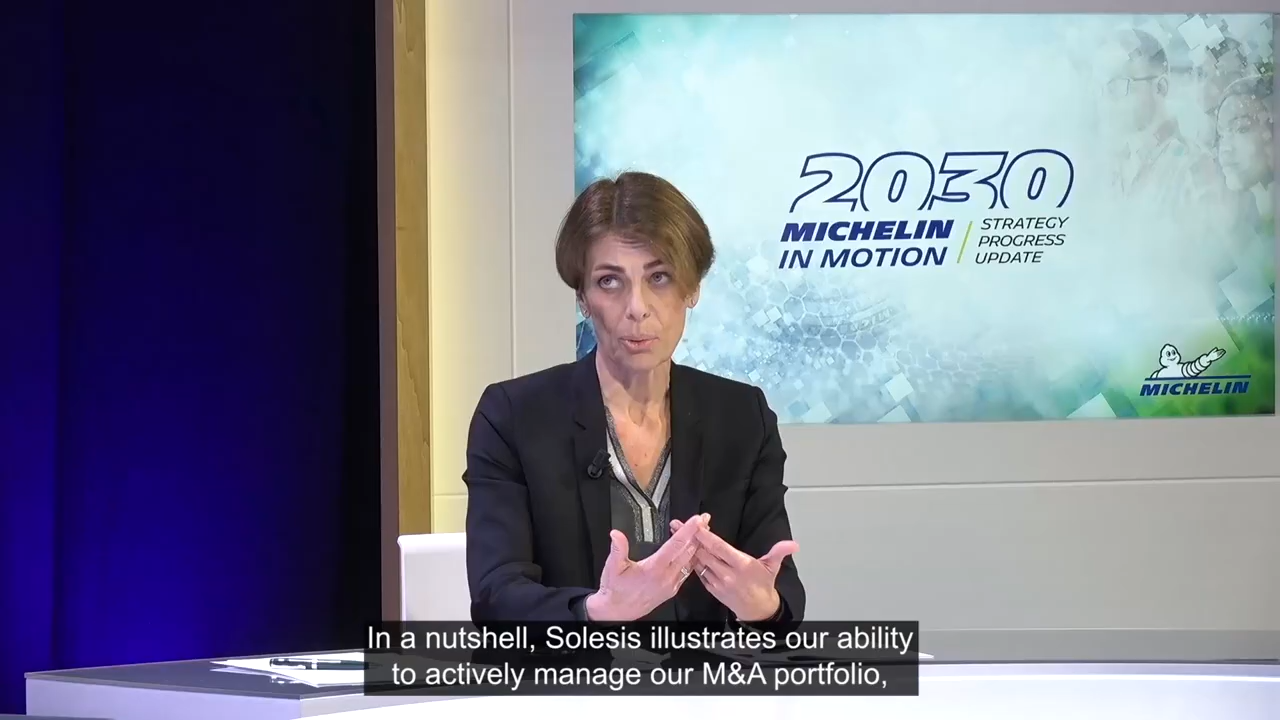 2030
MICHELIN
IN MOTION
STRATEGY
PROGRESS
UPDATE
MICHELIN
In a nutshell, Solesis illustrates our ability
to actively manage our M&A portfolio,